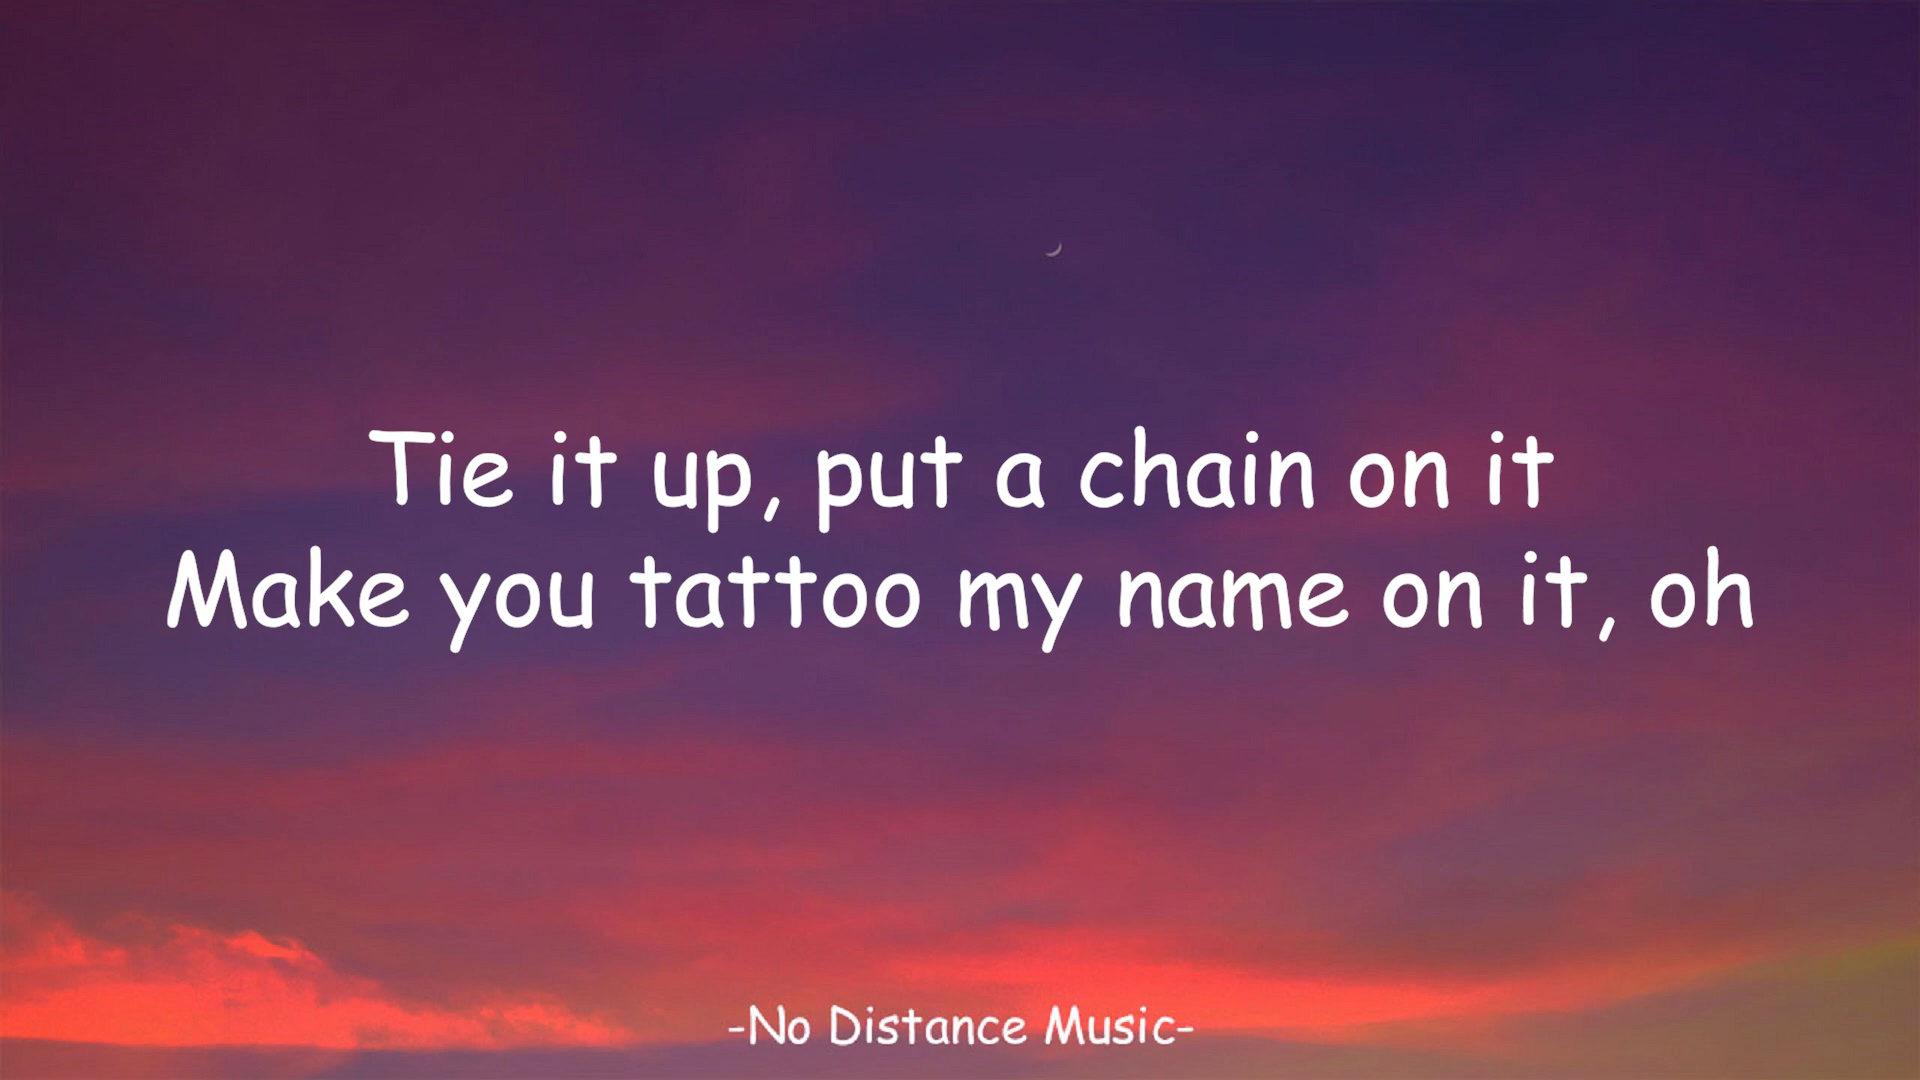 Tie it up, put a chain on it
Make you tattoo my name on it, oh
-No Distance Music-